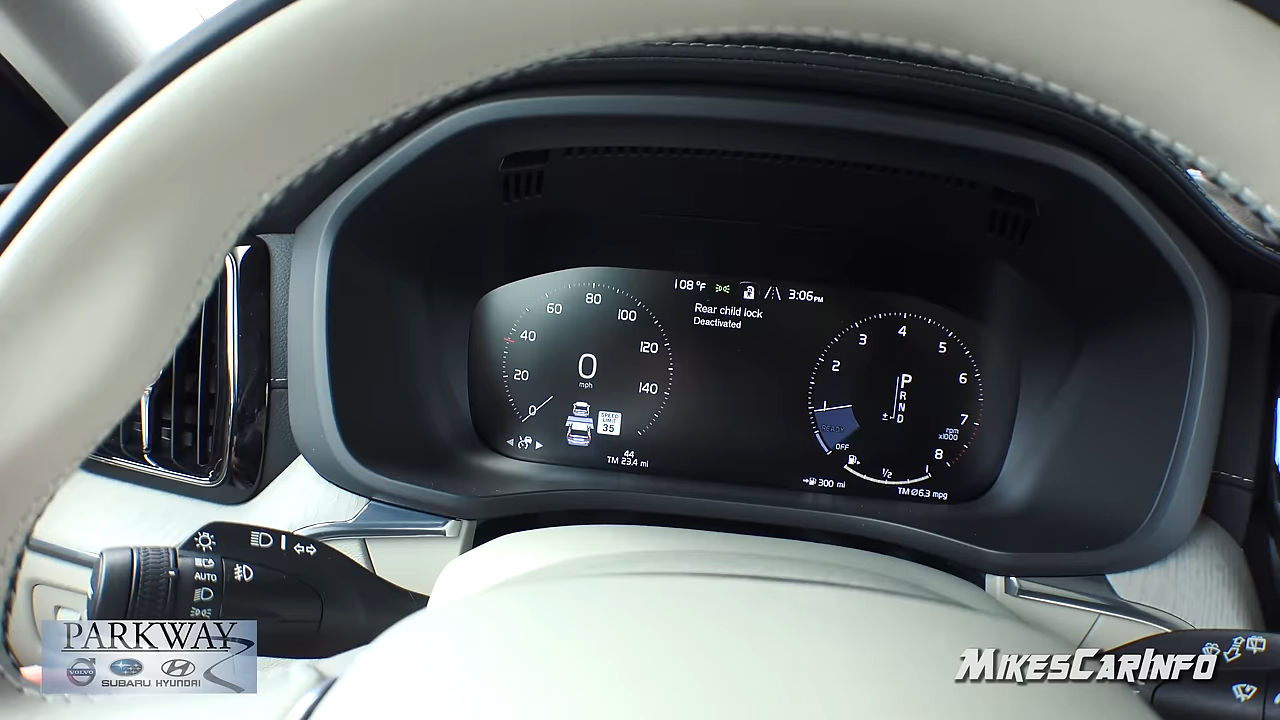 108°F 3:06PM
Rear child lock
Deactivated
0 20 40 60 80 100 120 140
0
mph
SPEED
LIMIT
35
44
TM 23.4 mi
2 3 4 5 6 7 8
P
R
N
D
±
READY
OFF
rpm
x1000
1/2
300 mi
TM Ø6.3 mpg
AUTO
PARKWAY
VOLVO
SUBARU HYUNDAI
MIKESCARINFO